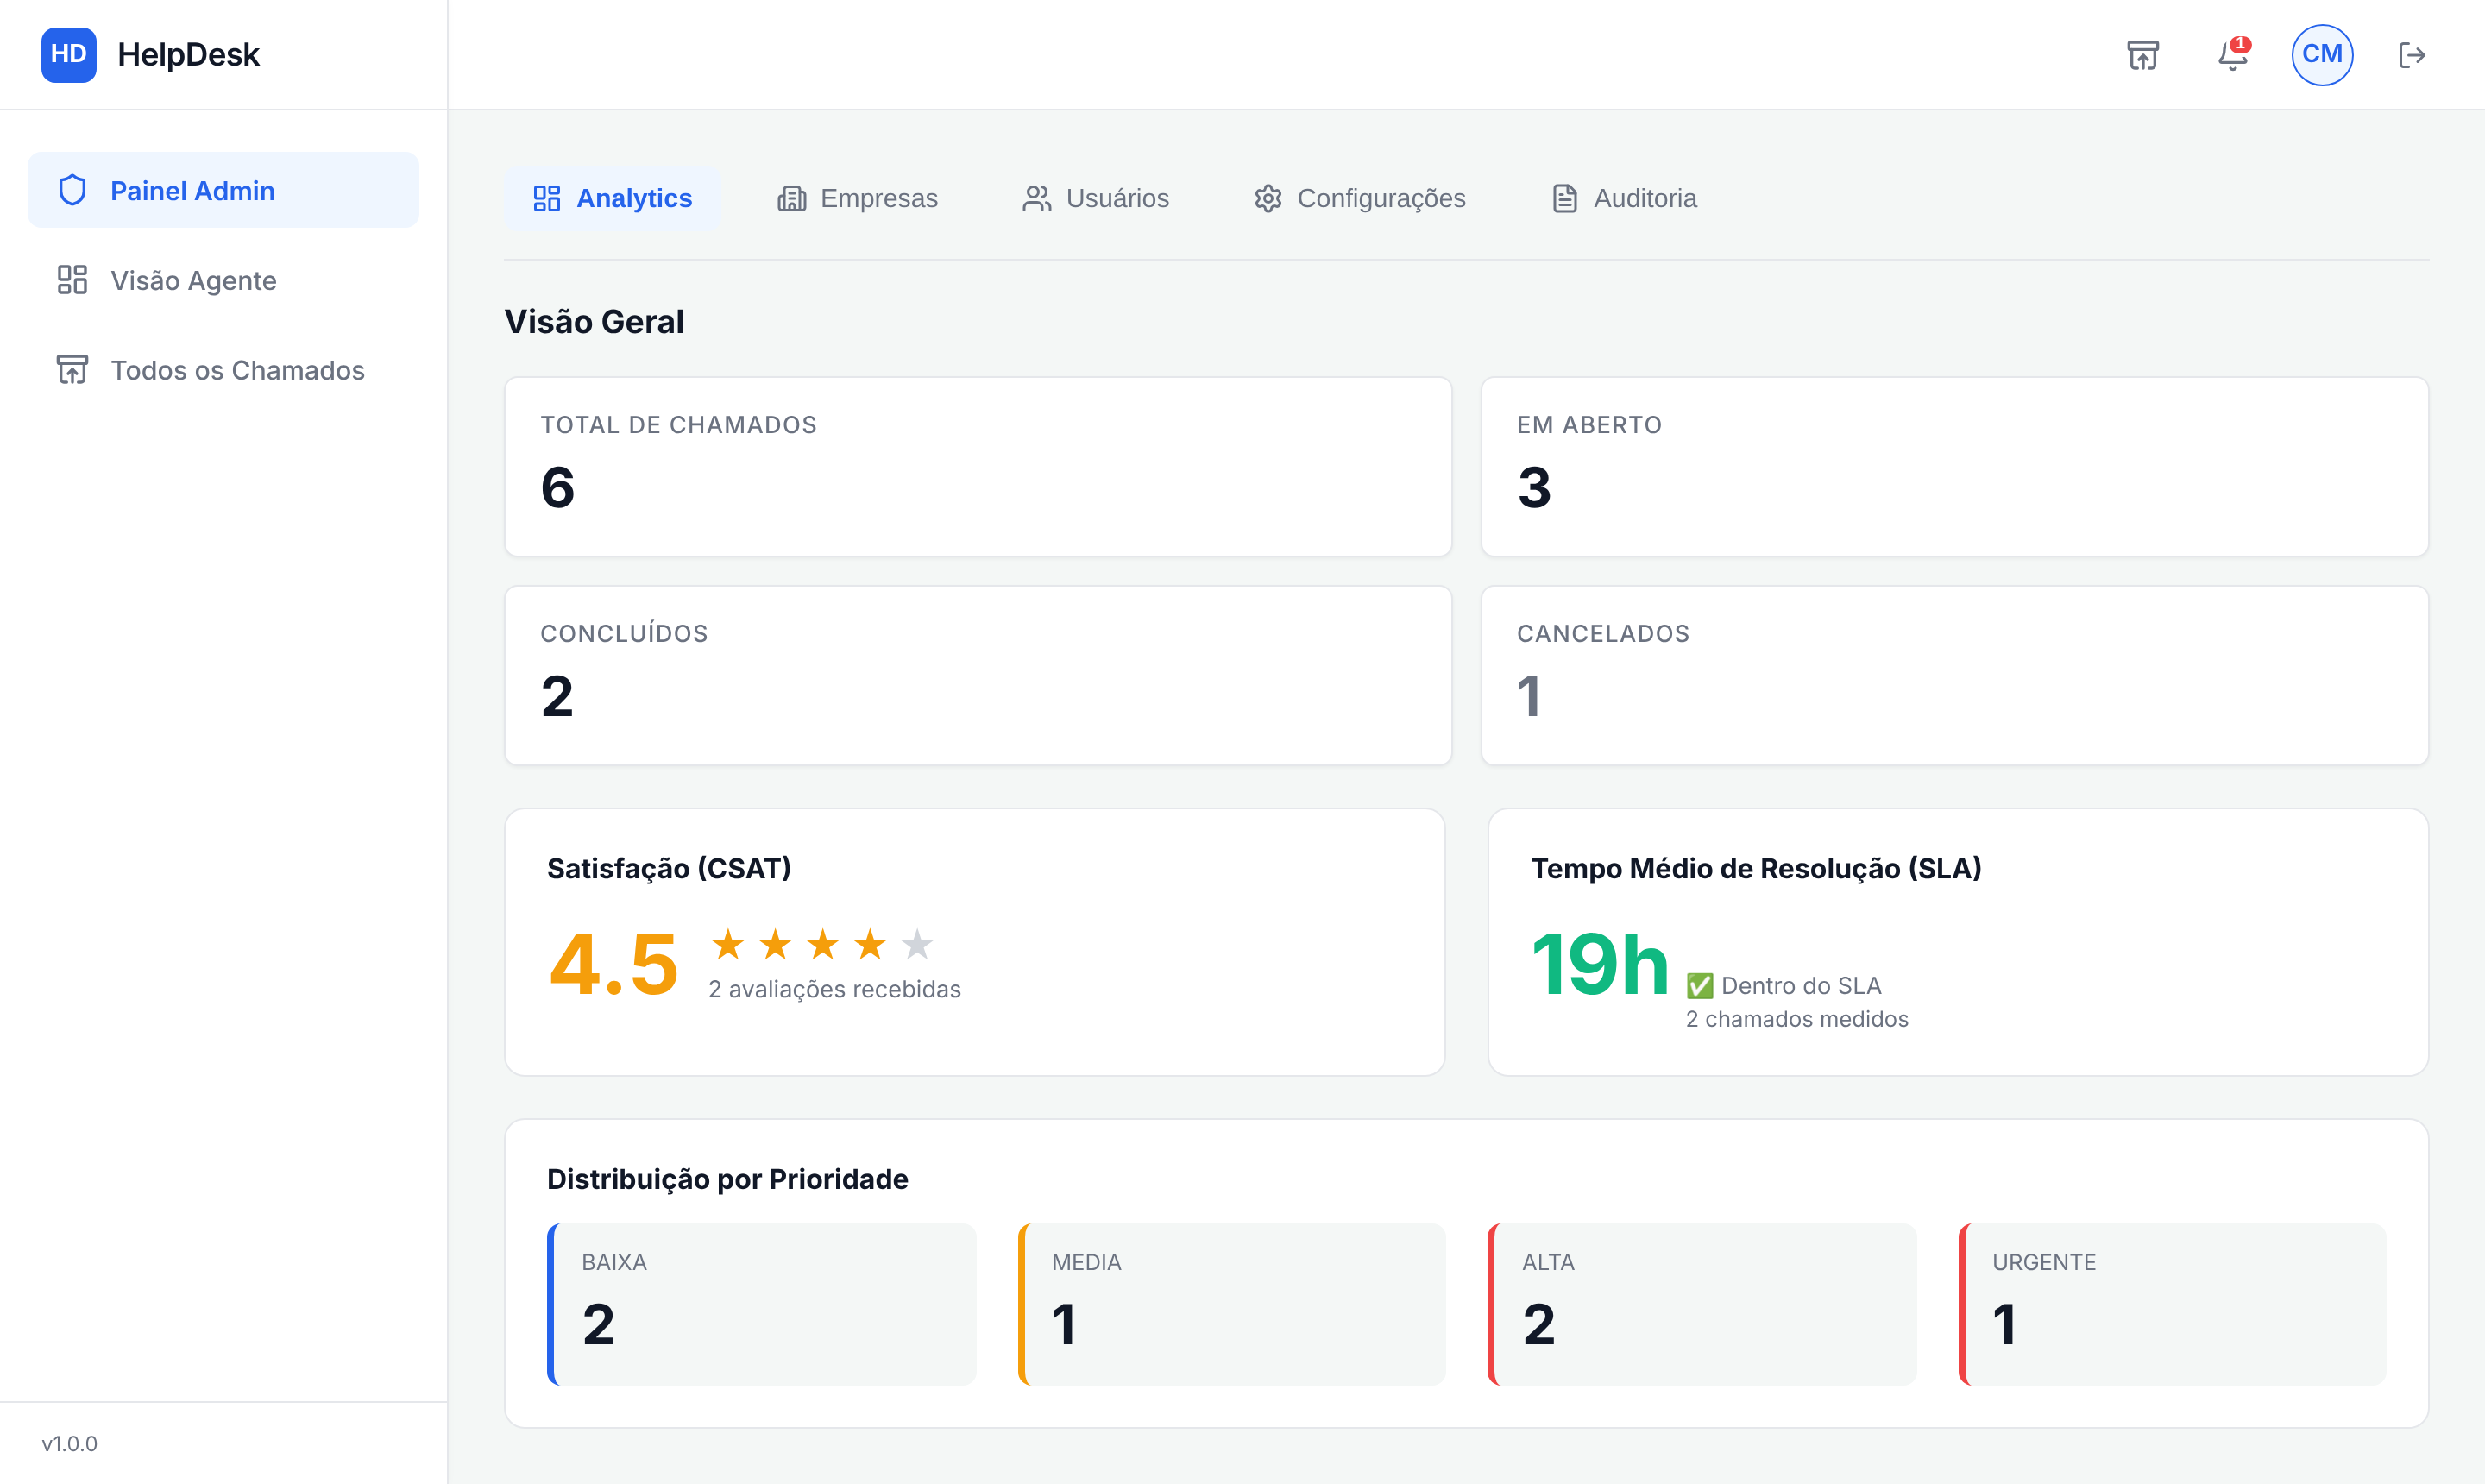 HD HelpDesk
1
CM
Painel Admin
Visão Agente
Todos os Chamados
v1.0.0
Analytics Empresas Usuários Configurações Auditoria
Visão Geral
TOTAL DE CHAMADOS
6
EM ABERTO
3
CONCLUÍDOS
2
CANCELADOS
1
Satisfação (CSAT)
4.5
2 avaliações recebidas
Tempo Médio de Resolução (SLA)
19h
✅ Dentro do SLA
2 chamados medidos
Distribuição por Prioridade
BAIXA
2
MEDIA
1
ALTA
2
URGENTE
1